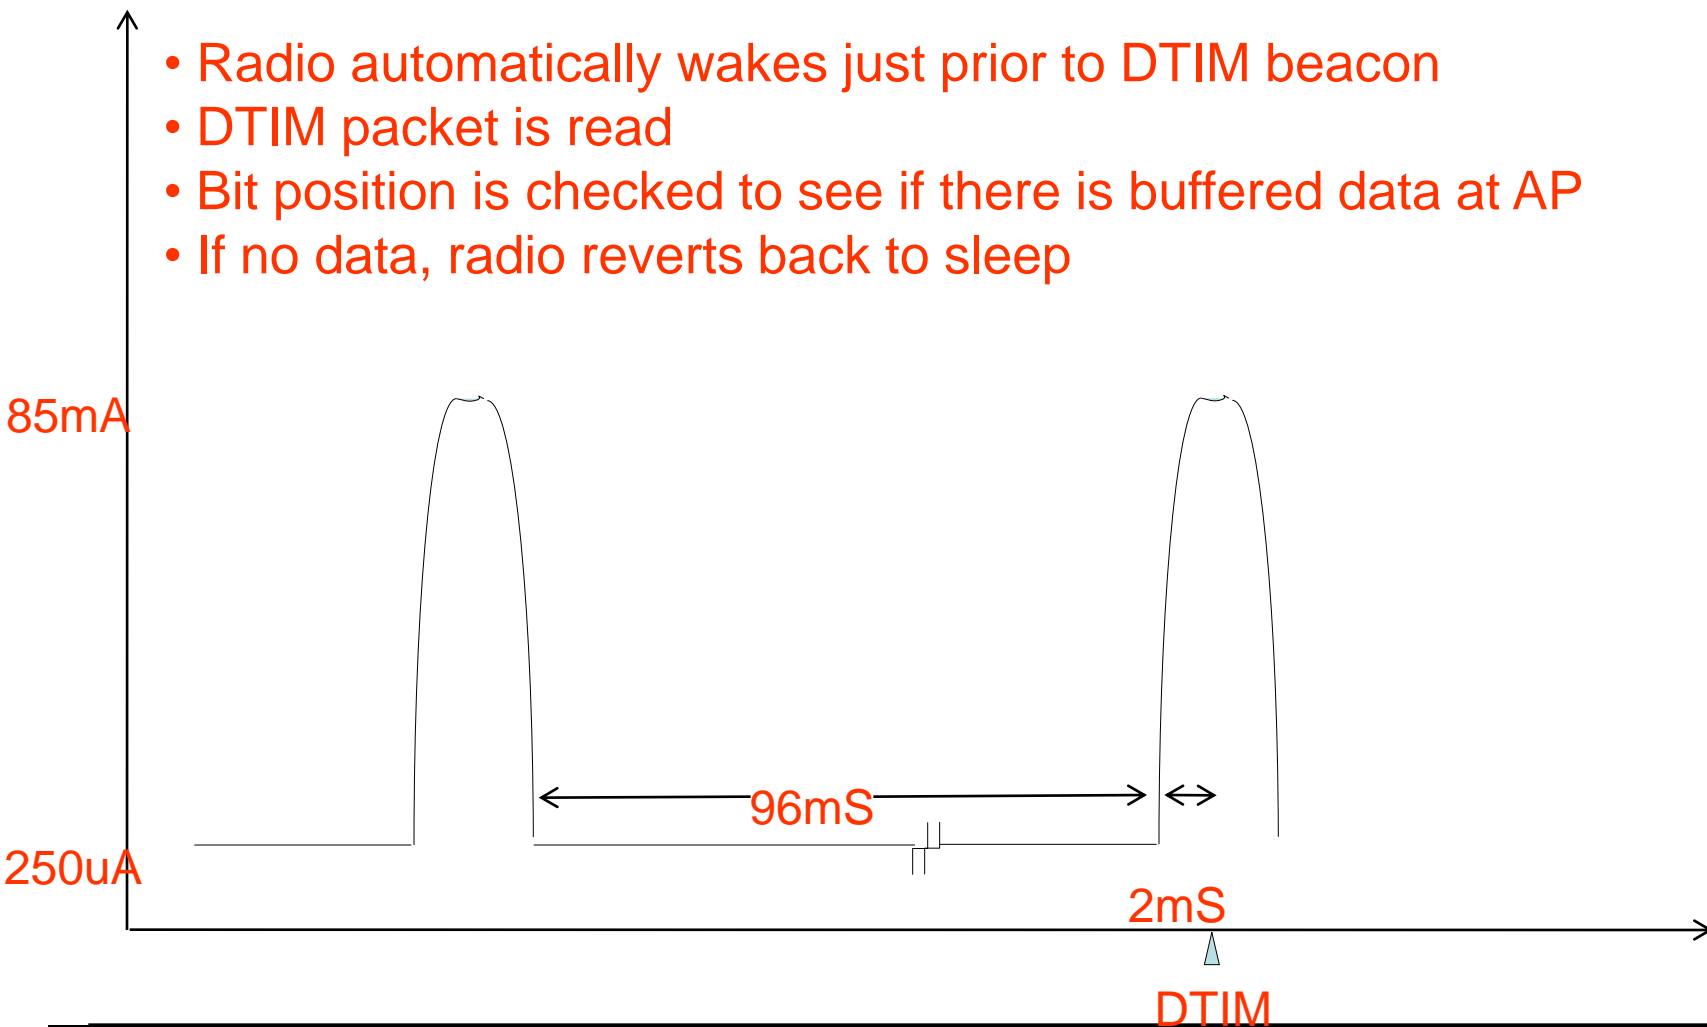 • Radio automatically wakes just prior to DTIM beacon
• DTIM packet is read
• Bit position is checked to see if there is buffered data at AP
• If no data, radio reverts back to sleep
85mA
96mS
250uA
2mS
DTIM